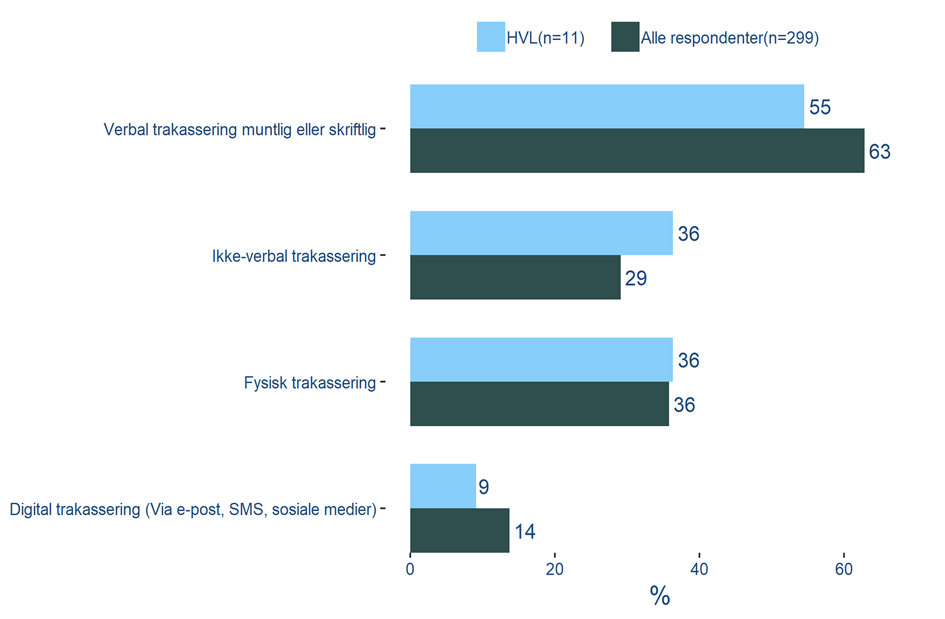 HVL(n=11) Alle respondenter(n=299)
Verbal trakassering muntlig eller skriftlig
55
63
Ikke-verbal trakassering
36
29
Fysisk trakassering
36
36
Digital trakassering (Via e-post, SMS, sosiale medier)
9
14
0 20 40 60
%